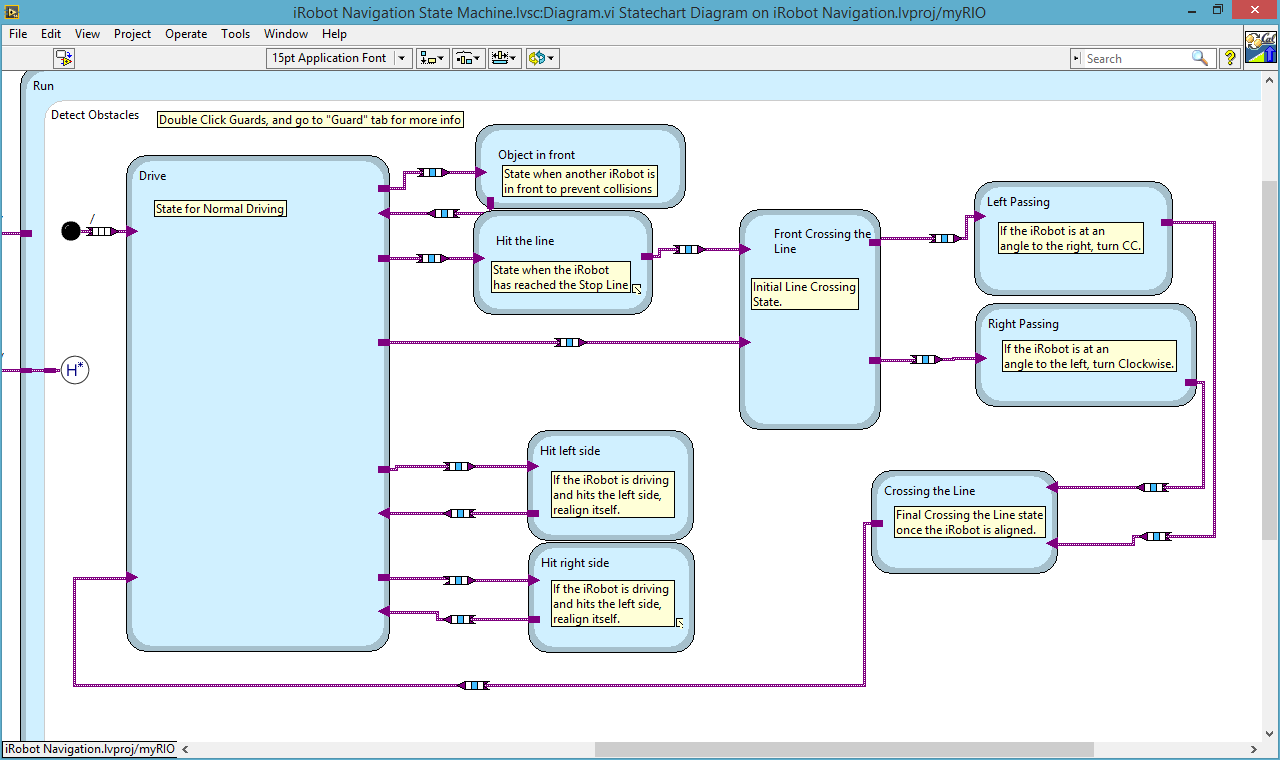 iRobot Navigation State Machine.lvsc:Diagram.vi Statechart Diagram on iRobot Navigation.lvproj/myRIO
File Edit View Project Operate Tools Window Help
15pt Application Font
Search
?
Run
Detect Obstacles
Double Click Guards, and go to "Guard" tab for more info
Drive
State for Normal Driving
/
H*
Object in front
State when another iRobot is
in front to prevent collisions
Hit the line
State when the iRobot
has reached the Stop Line
Front Crossing the
Line
Initial Line Crossing
State.
Left Passing
If the iRobot is at an
angle to the right, turn CC.
Right Passing
If the iRobot is at an
angle to the left, turn Clockwise.
Hit left side
If the iRobot is driving
and hits the left side,
realign itself.
Crossing the Line
Final Crossing the Line state
once the iRobot is aligned.
Hit right side
If the iRobot is driving
and hits the left side,
realign itself.
iRobot Navigation.lvproj/myRIO